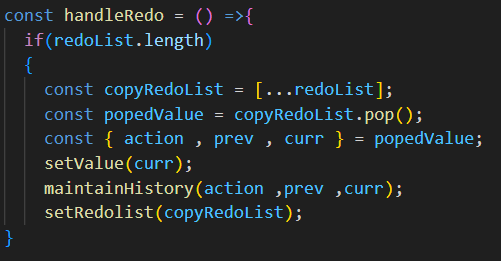 const handleRedo = () =>{
if(redoList.length)
{
const copyRedoList = [...redoList];
const popedValue = copyRedoList.pop();
const { action , prev , curr } = popedValue;
setValue(curr);
maintainHistory(action ,prev ,curr);
setRedolist(copyRedoList);
}